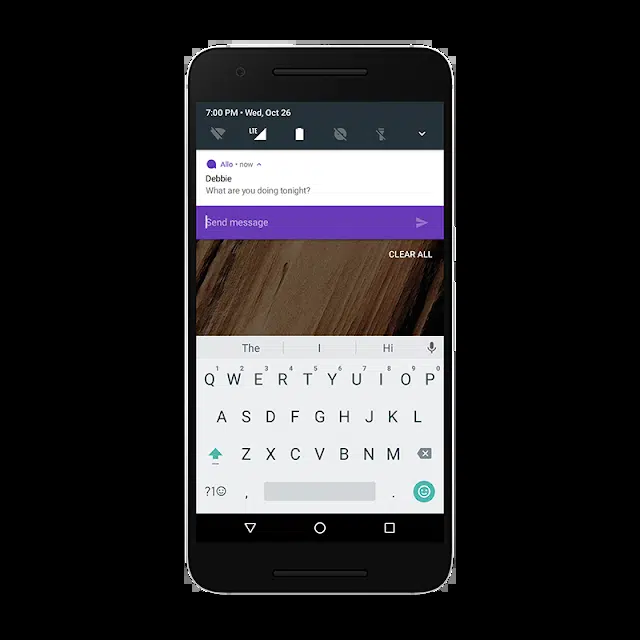 7:00 PM • Wed, Oct 26
LTE
Allo • now
Debbie
What are you doing tonight?
Send message
CLEAR ALL
The I Hi
1 2 3 4 5 6 7 8 9 0
Q W E R T Y U I O P
A S D F G H J K L
Z X C V B N M
?1☺ , .